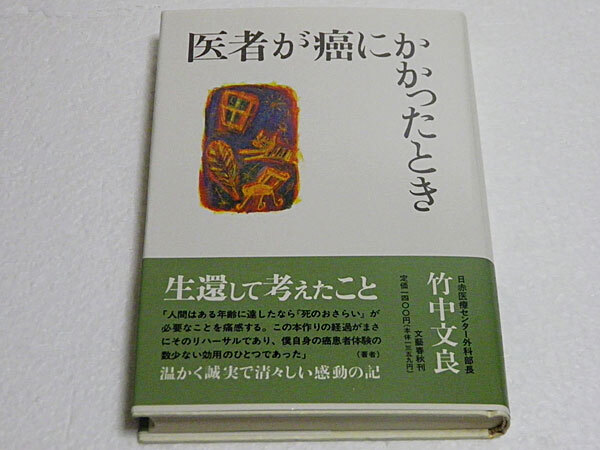 医者が癌にかかったとき
日赤医療センター外科部長
竹中文良
文藝春秋刊
定価一四〇〇円(本体一三五九円)
生還して考えたこと
「人間はある年齢に達したなら「死のおさらい」が
必要なことを痛感する。この本作りの経過がまさ
にそのリハーサルであり、僕自身の癌患者体験の
数少ない効用のひとつであった」
(著者)
温かく誠実で清々しい感動の記